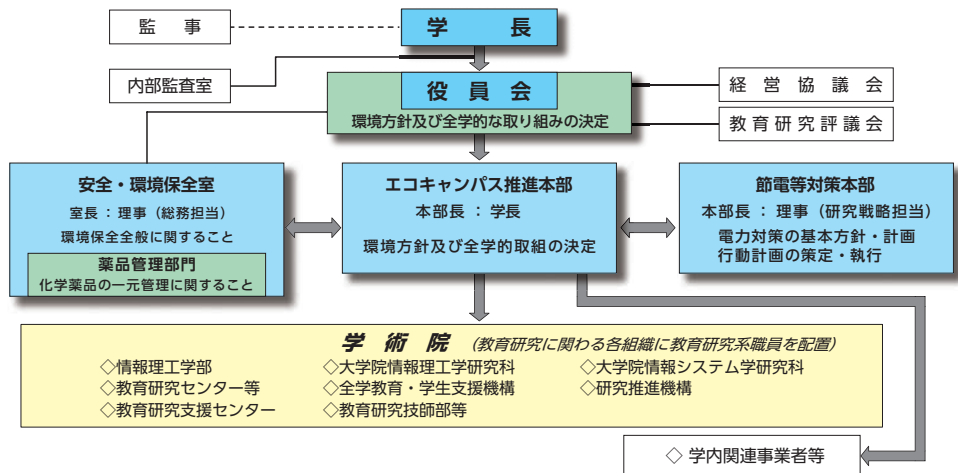 監事
学長
内部監査室
役員会
環境方針及び全学的な取り組みの決定
経営協議会
教育研究評議会
安全・環境保全室
室長：理事（総務担当）
環境保全全般に関すること
薬品管理部門
化学薬品の一元管理に関すること
エコキャンパス推進本部
本部長：学長
環境方針及び全学的取組の決定
節電等対策本部
本部長：理事（研究戦略担当）
電力対策の基本方針・計画
行動計画の策定・執行
学術院（教育研究に関わる各組織に教育研究系職員を配置）
◇情報理工学部 ◇大学院情報理工学研究科 ◇大学院情報システム学研究科
◇教育研究センター等 ◇全学教育・学生支援機構 ◇研究推進機構
◇教育研究支援センター ◇教育研究技師部等
◇ 学内関連事業者等